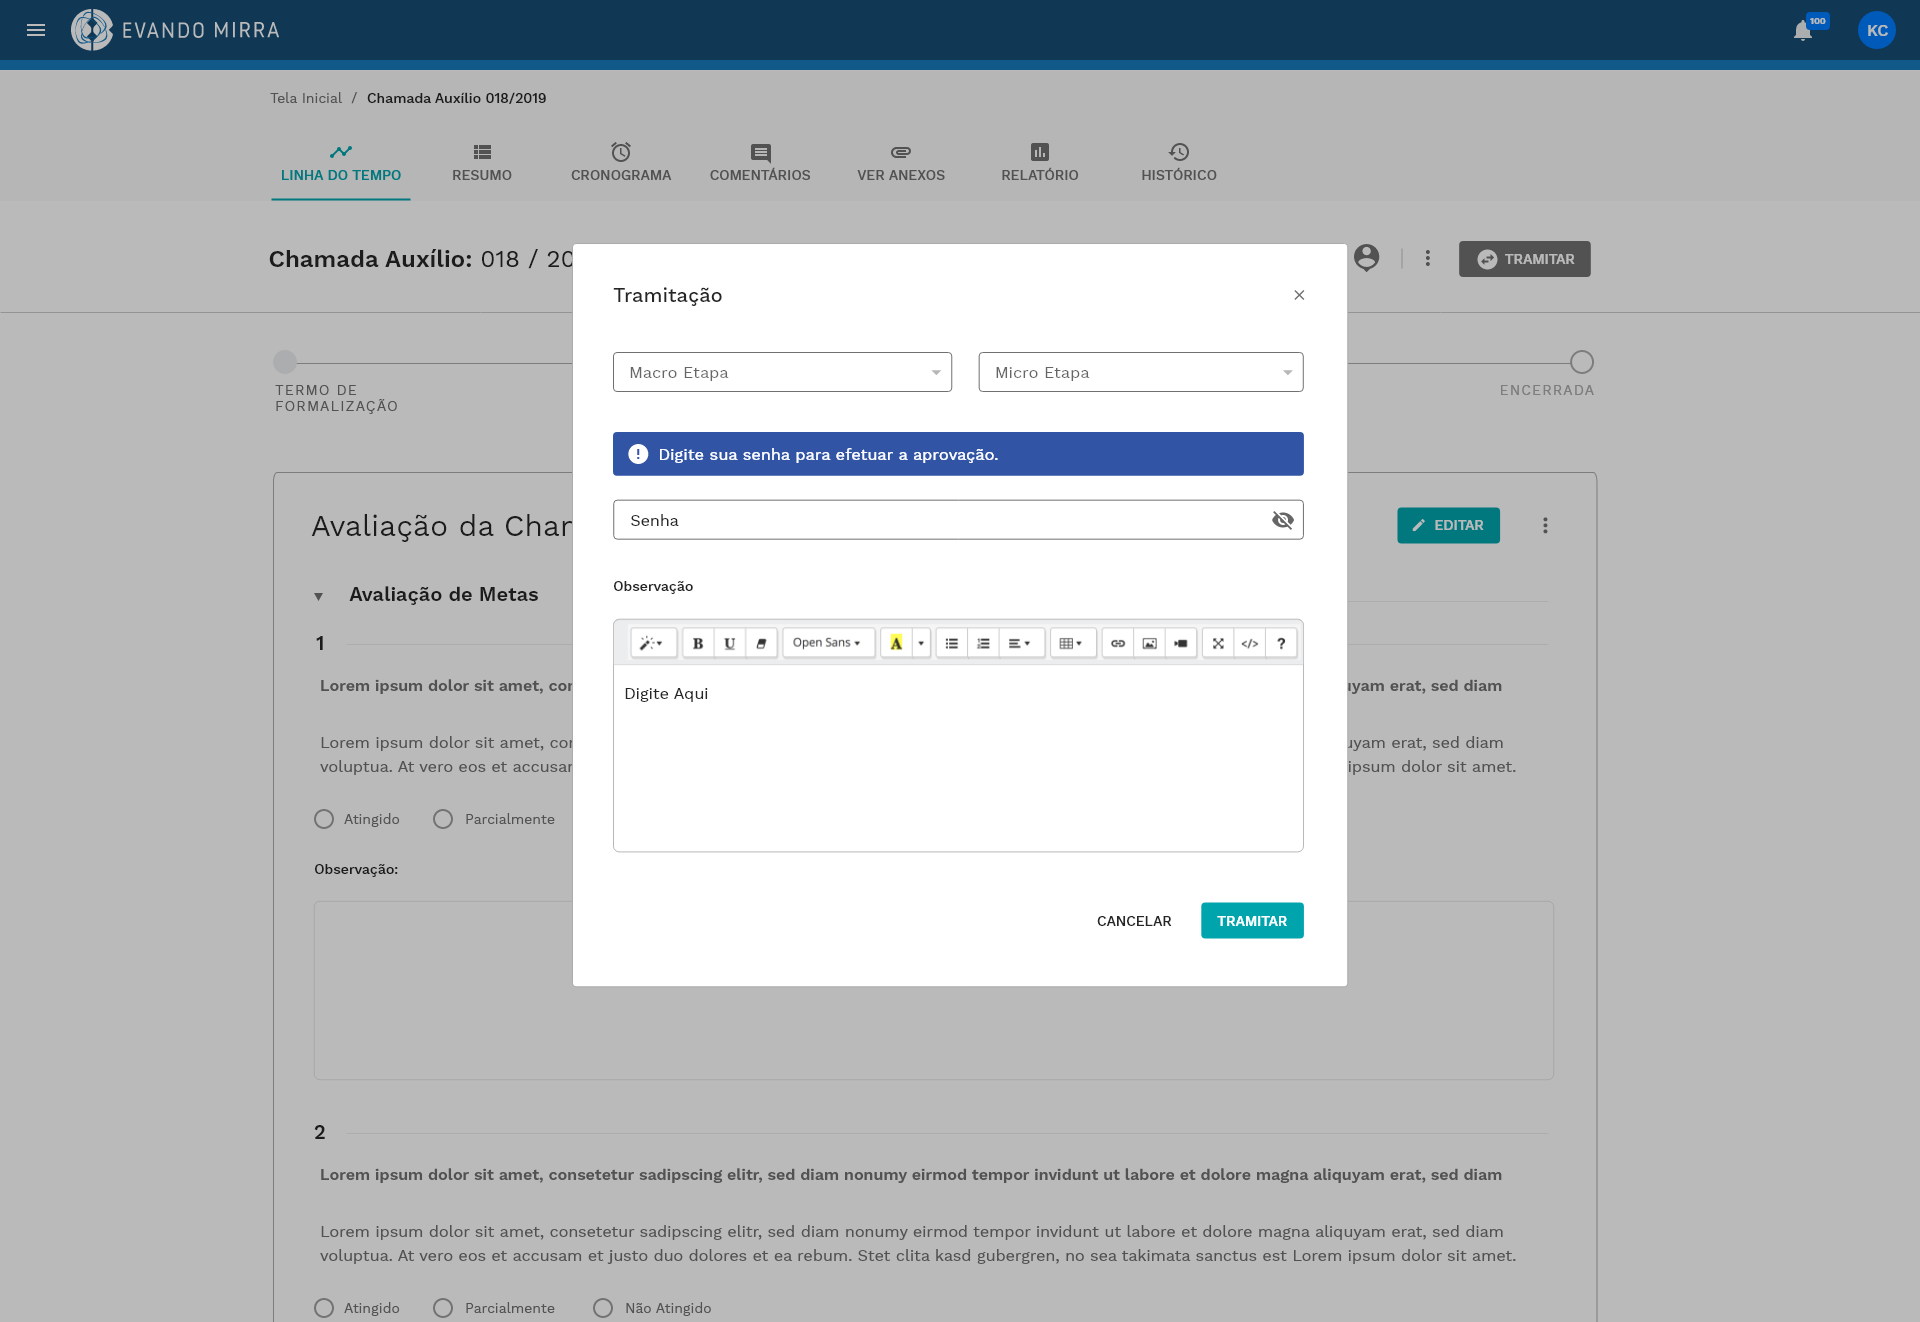 EVANDO MIRRA
100
KC
Tela Inicial / Chamada Auxílio 018/2019
LINHA DO TEMPO
RESUMO
CRONOGRAMA
COMENTÁRIOS
VER ANEXOS
RELATÓRIO
HISTÓRICO
Chamada Auxílio: 018 / 20
TRAMITAR
TERMO DE
FORMALIZAÇÃO
ENCERRADA
Tramitação
×
Macro Etapa
Micro Etapa
Digite sua senha para efetuar a aprovação.
Senha
Observação
B U Open Sans A </> ?
Digite Aqui
CANCELAR
TRAMITAR
Avaliação da Chan
EDITAR
Avaliação de Metas
1
Lorem ipsum dolor sit amet, cor
uyam erat, sed diam
Lorem ipsum dolor sit amet, cor
uyam erat, sed diam
voluptua. At vero eos et accusar
ipsum dolor sit amet.
Atingido
Parcialmente
Observação:
2
Lorem ipsum dolor sit amet, consetetur sadipscing elitr, sed diam nonumy eirmod tempor invidunt ut labore et dolore magna aliquyam erat, sed diam
Lorem ipsum dolor sit amet, consetetur sadipscing elitr, sed diam nonumy eirmod tempor invidunt ut labore et dolore magna aliquyam erat, sed diam
voluptua. At vero eos et accusam et justo duo dolores et ea rebum. Stet clita kasd gubergren, no sea takimata sanctus est Lorem ipsum dolor sit amet.
Atingido
Parcialmente
Não Atingido